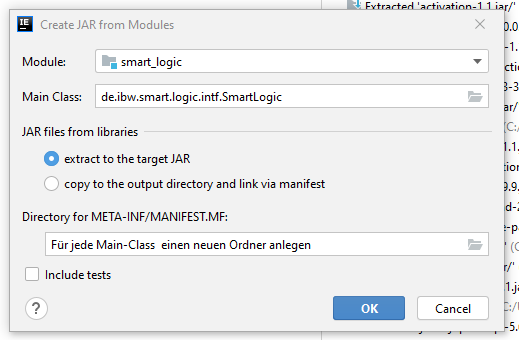 Create JAR from Modules
Extracted 'activation-1.1.jar/'
Module:
smart_logic
Main Class:
de.ibw.smart.logic.intf.SmartLogic
JAR files from libraries
extract to the target JAR
copy to the output directory and link via manifest
Directory for META-INF/MANIFEST.MF:
Für jede Main-Class einen neuen Ordner anlegen
Include tests
?
OK
Cancel